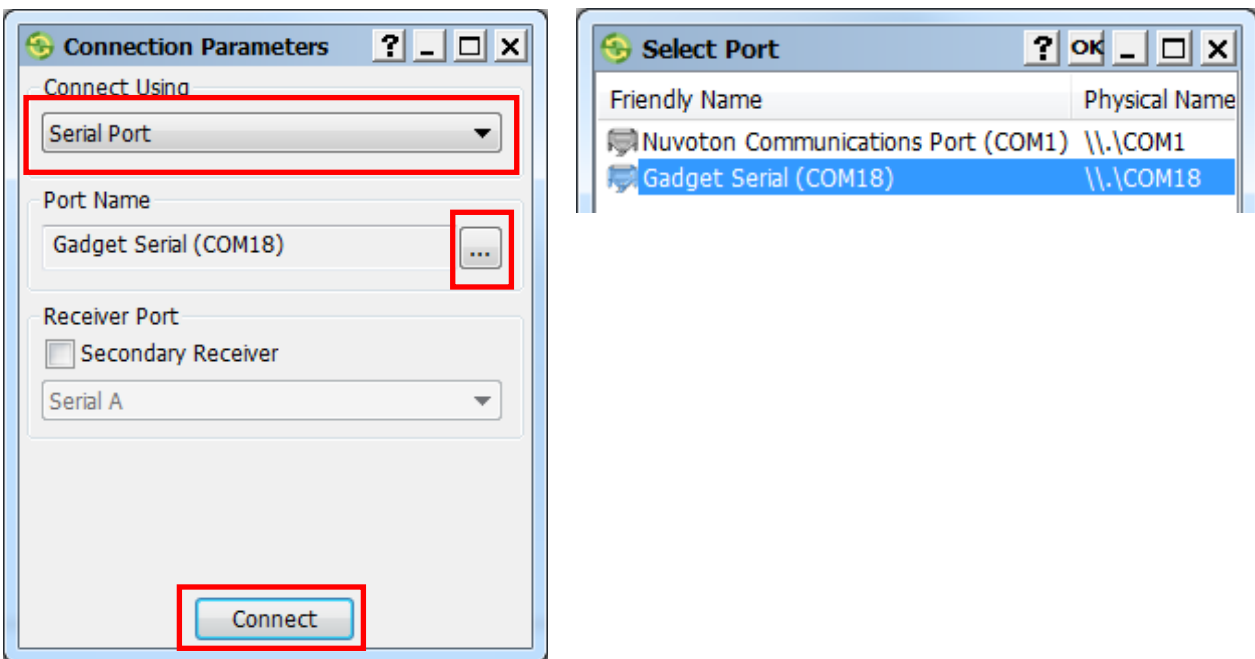 Connection Parameters ? _ □ X
Connect Using
Serial Port
Port Name
Gadget Serial (COM18)
...
Receiver Port
Secondary Receiver
Serial A
Connect
Select Port ? OK _ □ X
Friendly Name Physical Name
Nuvoton Communications Port (COM1) \\.\COM1
Gadget Serial (COM18) \\.\COM18